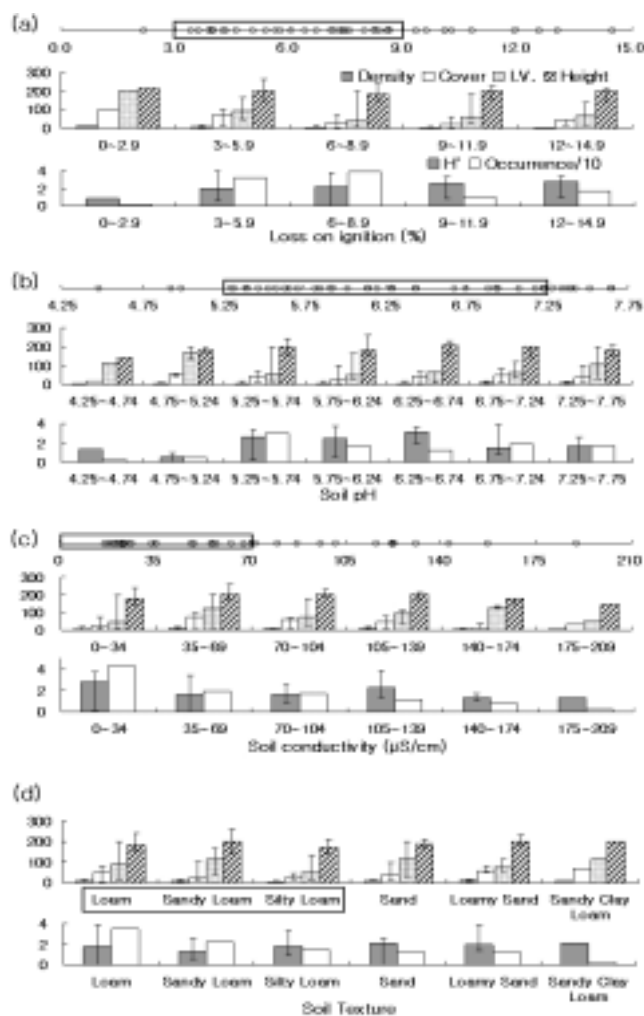 (a)
0.0 3.0 6.0 7.0 9.0 12.0 15.0
300
200
100
0
Density Cover I.V. Height
0~2.9 3~5.9 6~8.9 9~11.9 12~14.9
4
2
0
H' Occurrence/10
0~2.9 3~5.9 6~8.9 9~11.9 12~14.9
Loss on ignition (%)
(b)
4.25 4.75 5.25 5.75 6.25 6.75 7.25 7.75
300
200
100
0
4.25~4.74 4.75~5.24 5.25~5.74 5.75~6.24 6.25~6.74 6.75~7.24 7.25~7.75
4
2
0
4.25~4.74 4.75~5.24 5.25~5.74 5.75~6.24 6.25~6.74 6.75~7.24 7.25~7.75
Soil pH
(c)
0 35 70 105 140 175 210
300
200
100
0
0~34 35~69 70~104 105~139 140~174 175~209
4
2
0
0~34 35~69 70~104 105~139 140~174 175~209
Soil conductivity (μS/cm)
(d)
300
200
100
0
Loam Sandy Loam Silty Loam Sand Loamy Sand Sandy Clay
Loam
4
2
0
Loam Sandy Loam Silty Loam Sand Loamy Sand Sandy Clay
Loam
Soil Texture